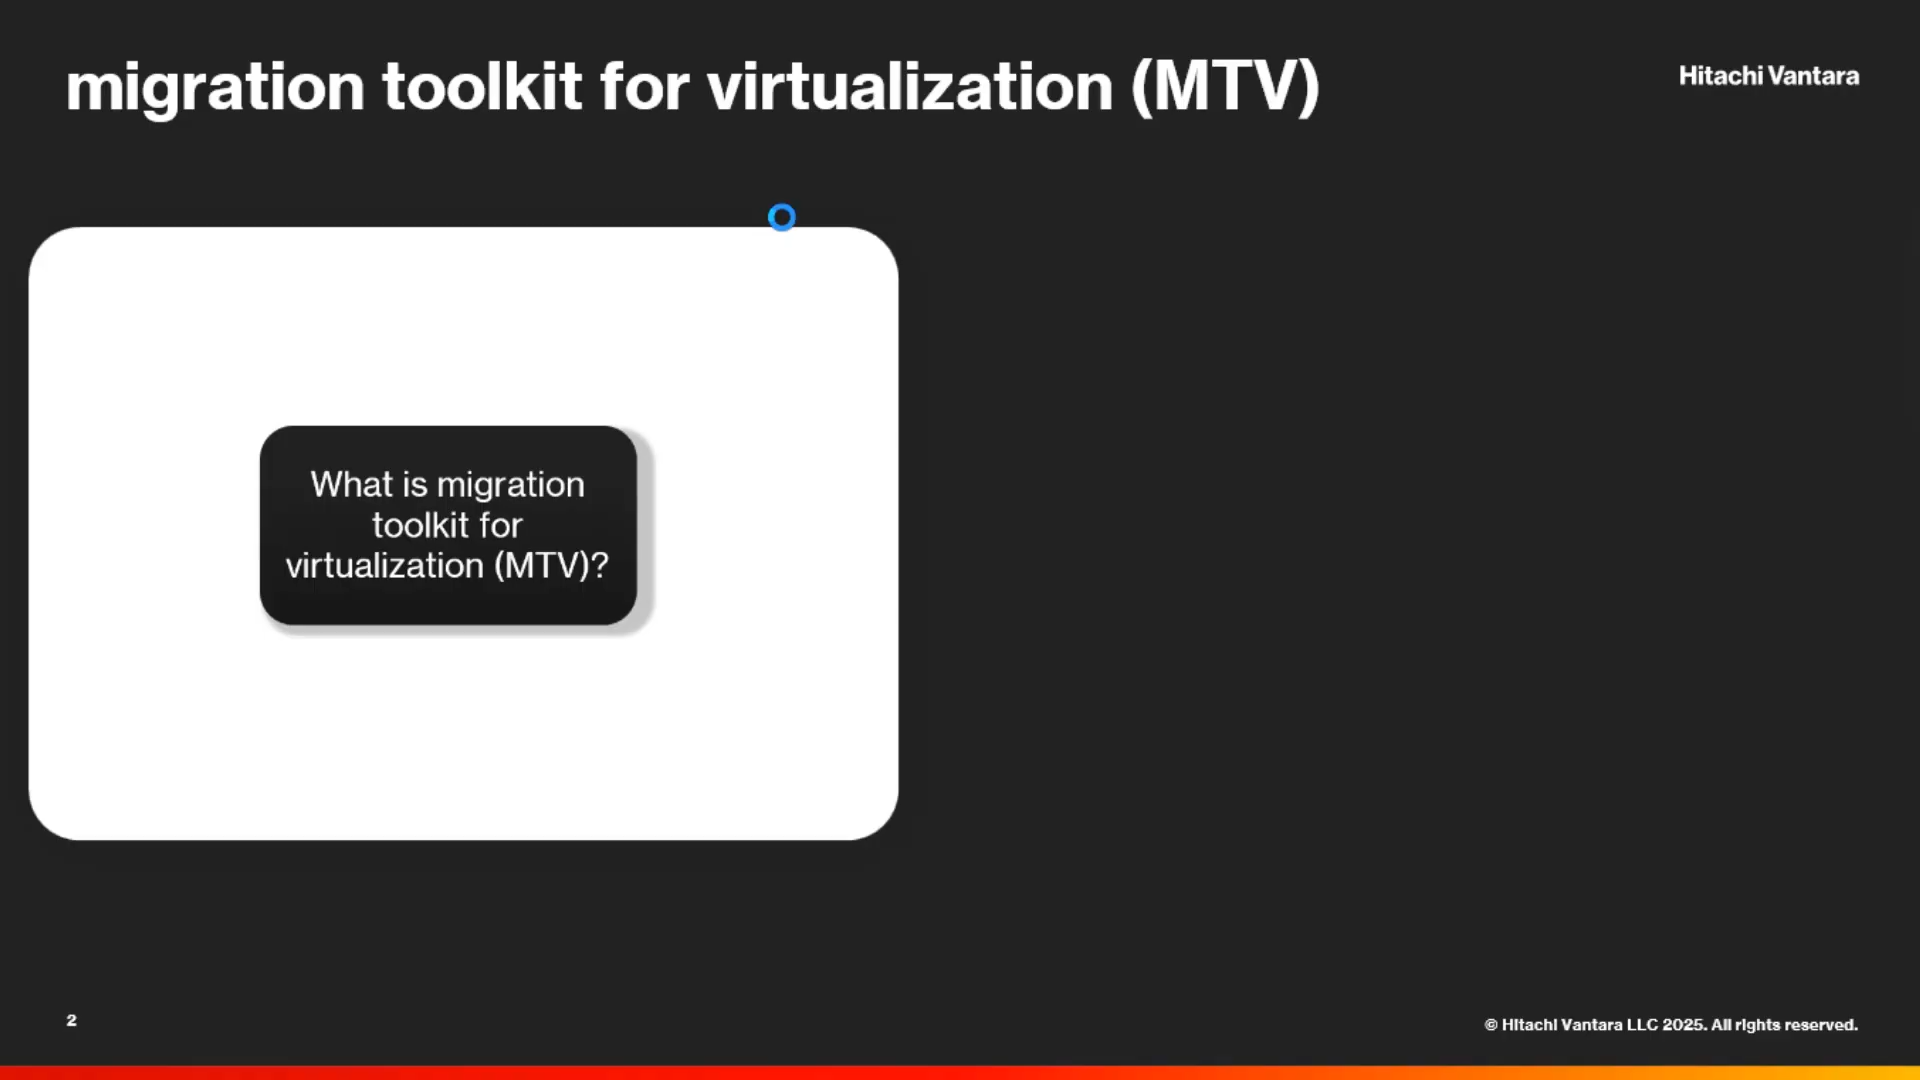 migration toolkit for virtualization (MTV)
Hitachi Vantara
What is migration
toolkit for
virtualization (MTV)?
2
© Hitachi Vantara LLC 2025. All rights reserved.